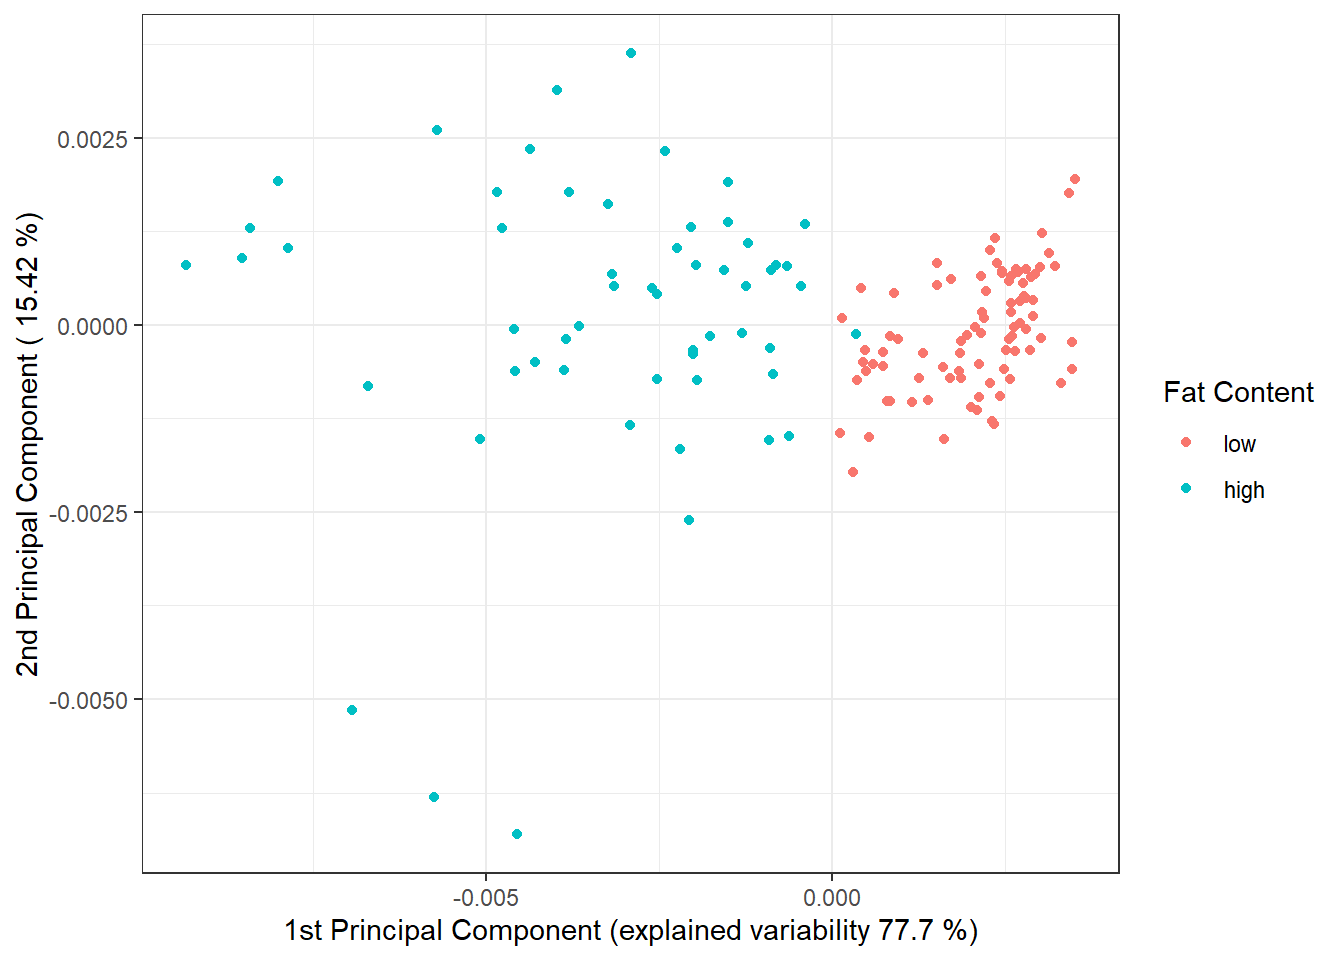 0.0025
0.0000
-0.0025
-0.0050
2nd Principal Component ( 15.42 %)
-0.005
0.000
1st Principal Component (explained variability 77.7 %)
Fat Content
low
high